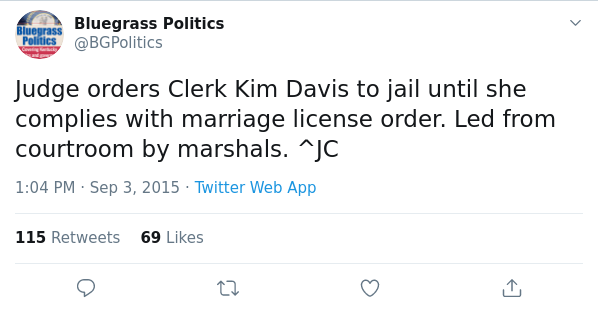 Bluegrass Politics
@BGPolitics
Bluegrass
Politics
Judge orders Clerk Kim Davis to jail until she
complies with marriage license order. Led from
courtroom by marshals. ^JC
1:04 PM · Sep 3, 2015 · Twitter Web App
115 Retweets 69 Likes